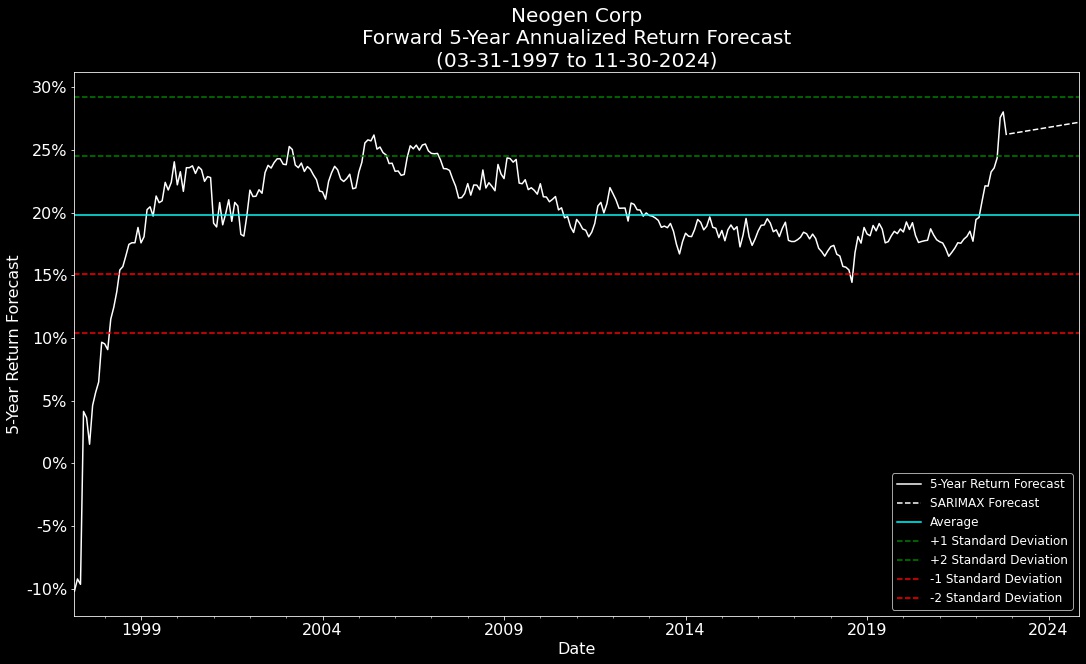 Neogen Corp
Forward 5-Year Annualized Return Forecast
(03-31-1997 to 11-30-2024)
5-Year Return Forecast
30%
25%
20%
15%
10%
5%
0%
-5%
-10%
1999
2004
2009
2014
2019
2024
Date
5-Year Return Forecast
SARIMAX Forecast
Average
+1 Standard Deviation
+2 Standard Deviation
-1 Standard Deviation
-2 Standard Deviation